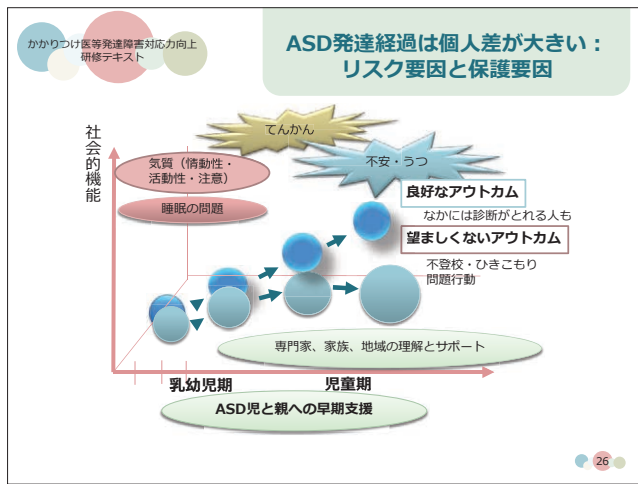 かかりつけ医等発達障害対応力向上
研修テキスト
ASD発達経過は個人差が大きい：
リスク要因と保護要因
社会的機能
てんかん
気質（情動性・
活動性・注意）
不安・うつ
睡眠の問題
良好なアウトカム
なかには診断がとれる人も
望ましくないアウトカム
不登校・ひきこもり
問題行動
専門家、家族、地域の理解とサポート
乳幼児期
児童期
ASD児と親への早期支援
26